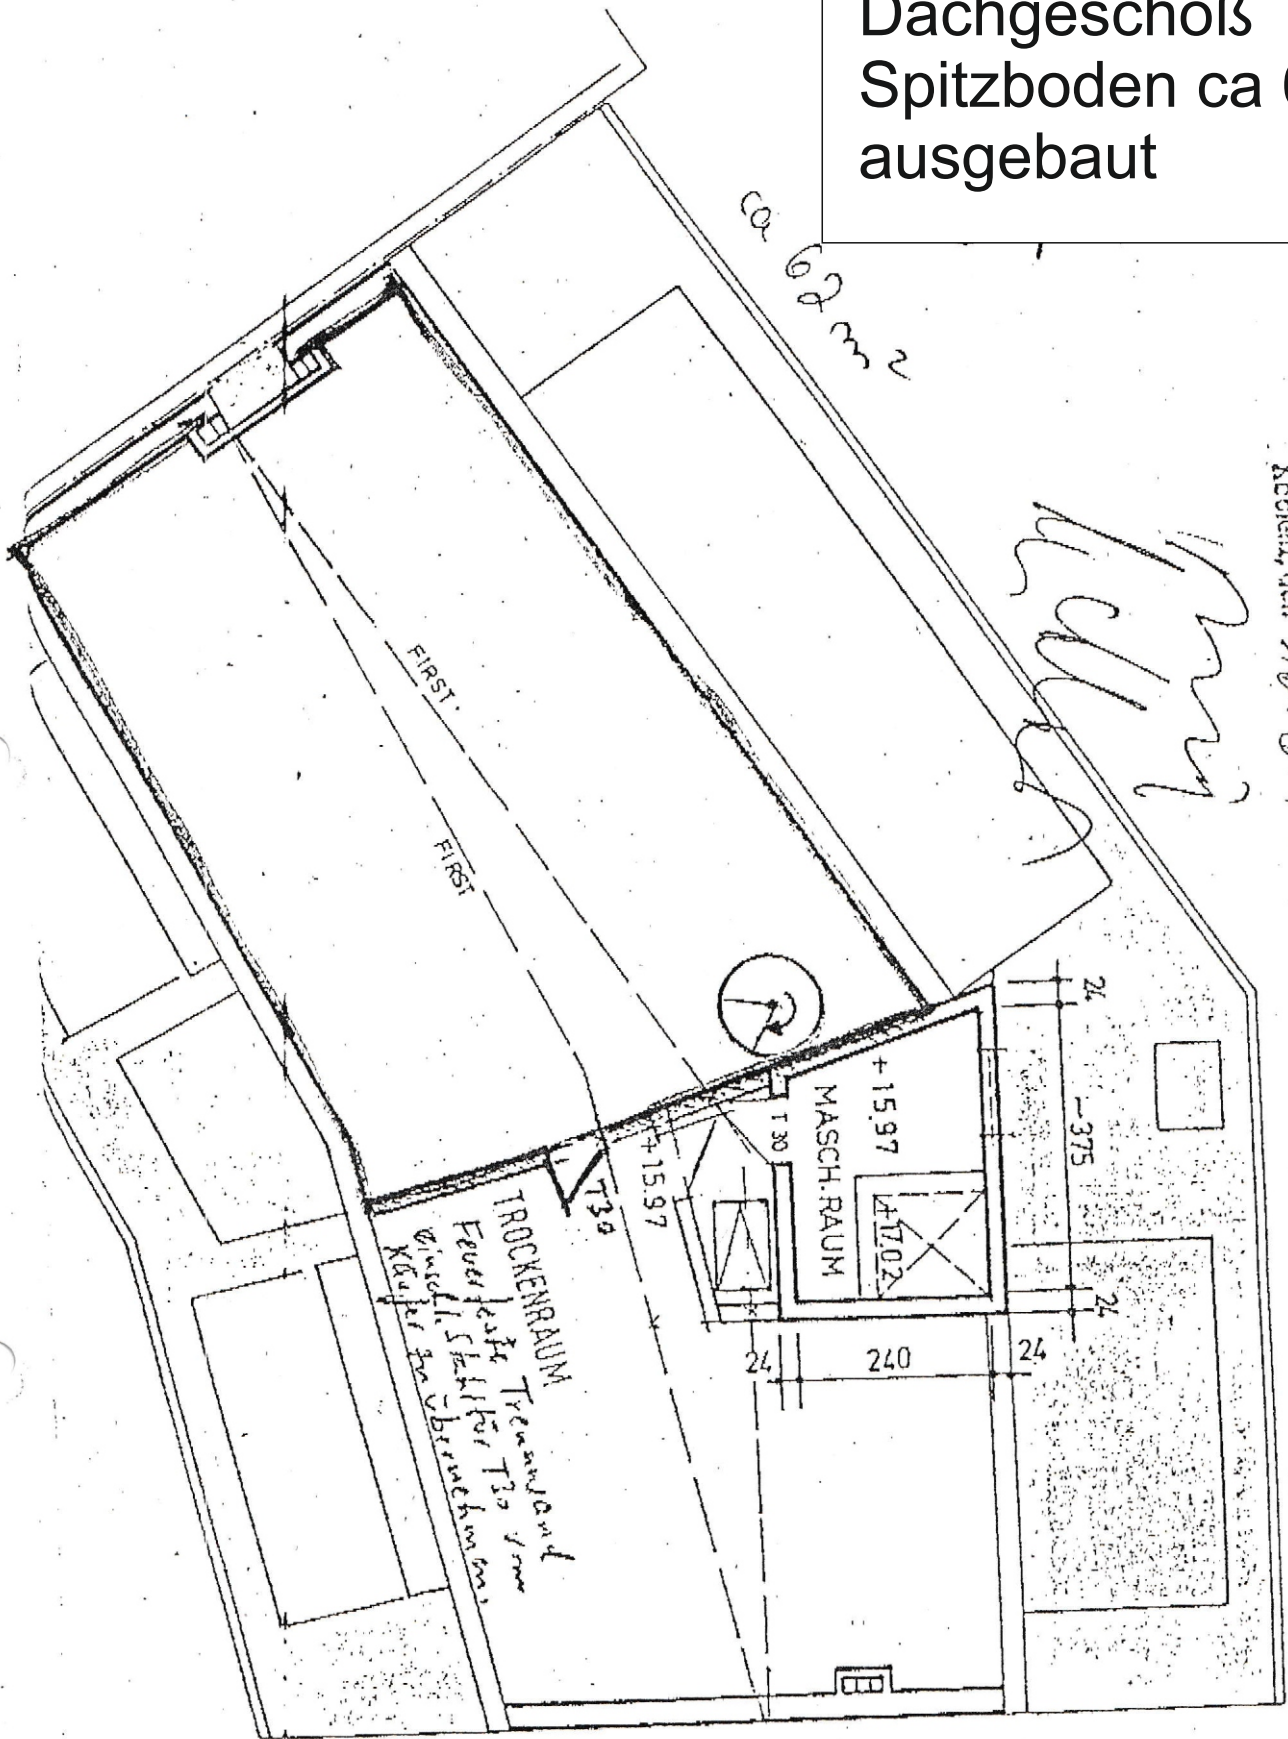 Dachgeschoß
Spitzboden ca
ausgebaut
ca 62 m²
FIRST
FIRST
24
375
24
+15.97
MASCH.RAUM
+17.02
T 30
+15.97
T30
24
240
24
TROCKENRAUM
Feuerfeste Trennwand
einschl. Stahltür T30 vom
Käufer zu übernehmen.